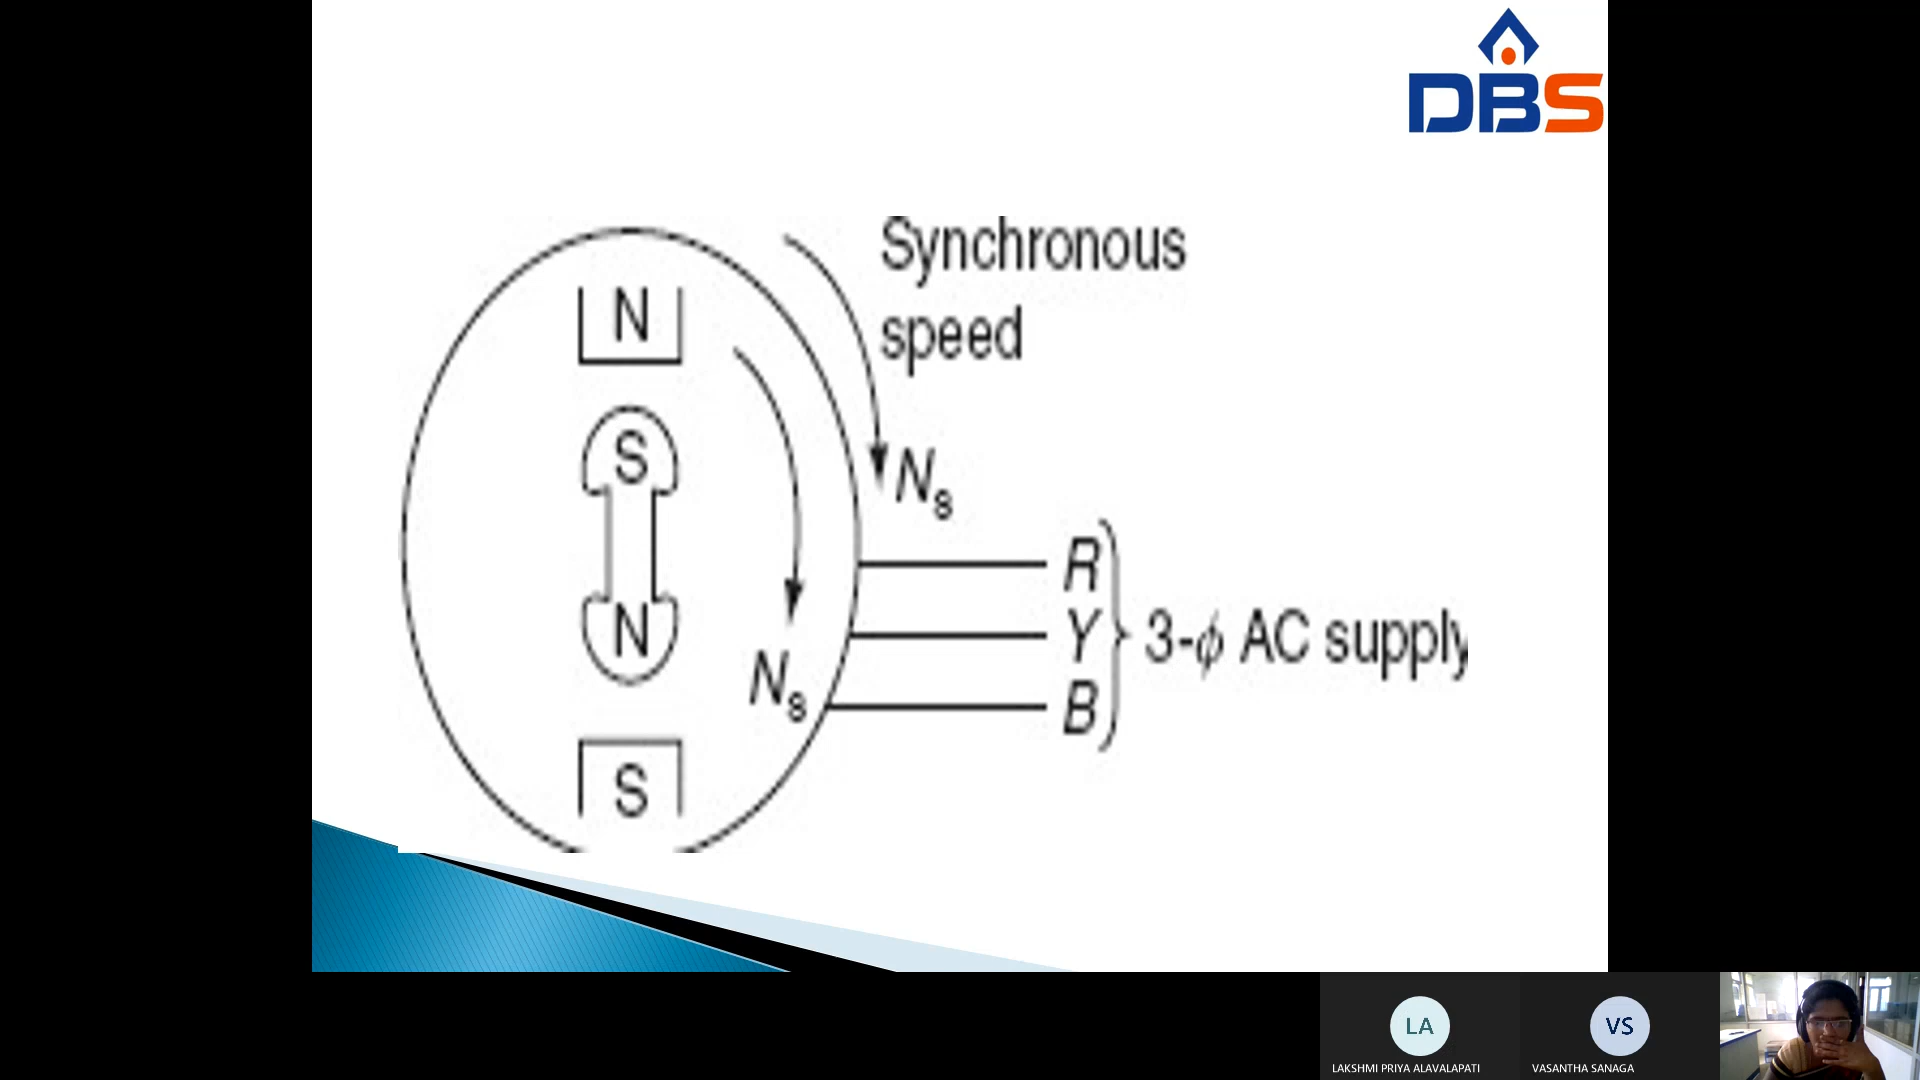 DBS
Synchronous
speed
N
S
Ns
R
N
Y
3-ϕ AC supply
Ns
B
S
LA
VS
LAKSHMI PRIYA ALAVALAPATI
VASANTHA SANAGA